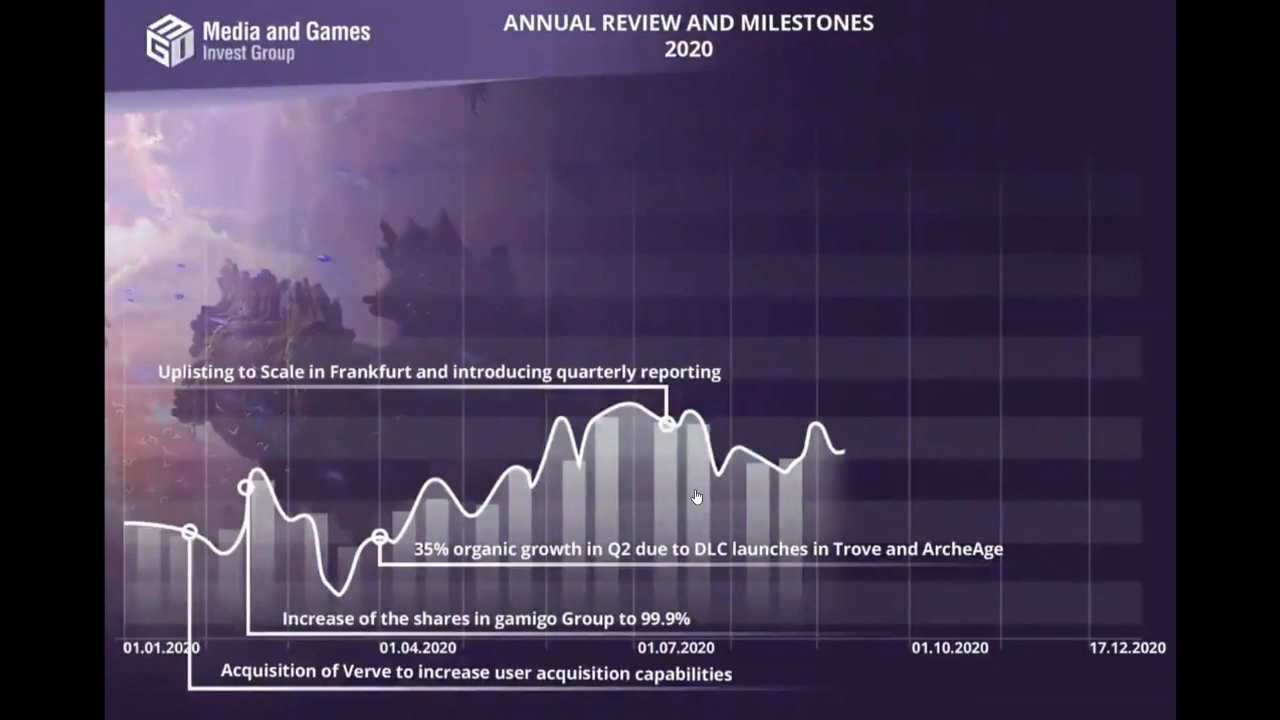 Media and Games
Invest Group
ANNUAL REVIEW AND MILESTONES
2020
Uplisting to Scale in Frankfurt and introducing quarterly reporting
35% organic growth in Q2 due to DLC launches in Trove and ArcheAge
Increase of the shares in gamigo Group to 99.9%
01.01.2020
01.04.2020
01.07.2020
01.10.2020
17.12.2020
Acquisition of Verve to increase user acquisition capabilities